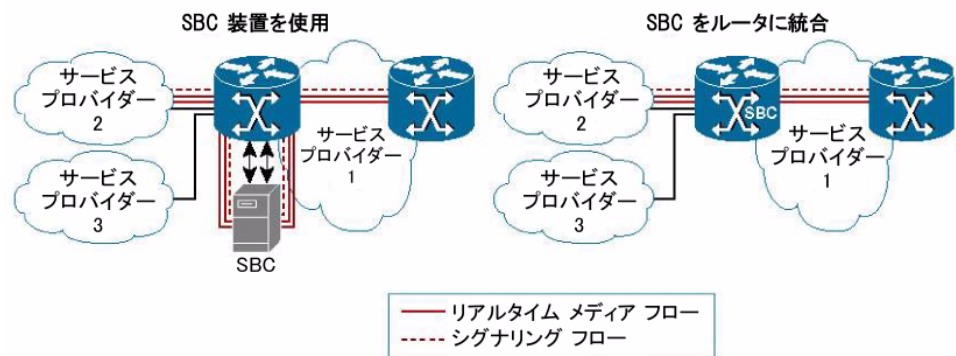 SBC 装置を使用
SBC をルータに統合
サービス
プロバイダー
2
サービス
プロバイダー
3
サービス
プロバイダー
1
SBC
サービス
プロバイダー
2
サービス
プロバイダー
3
SBC
サービス
プロバイダー
1
リアルタイム メディア フロー
シグナリング フロー